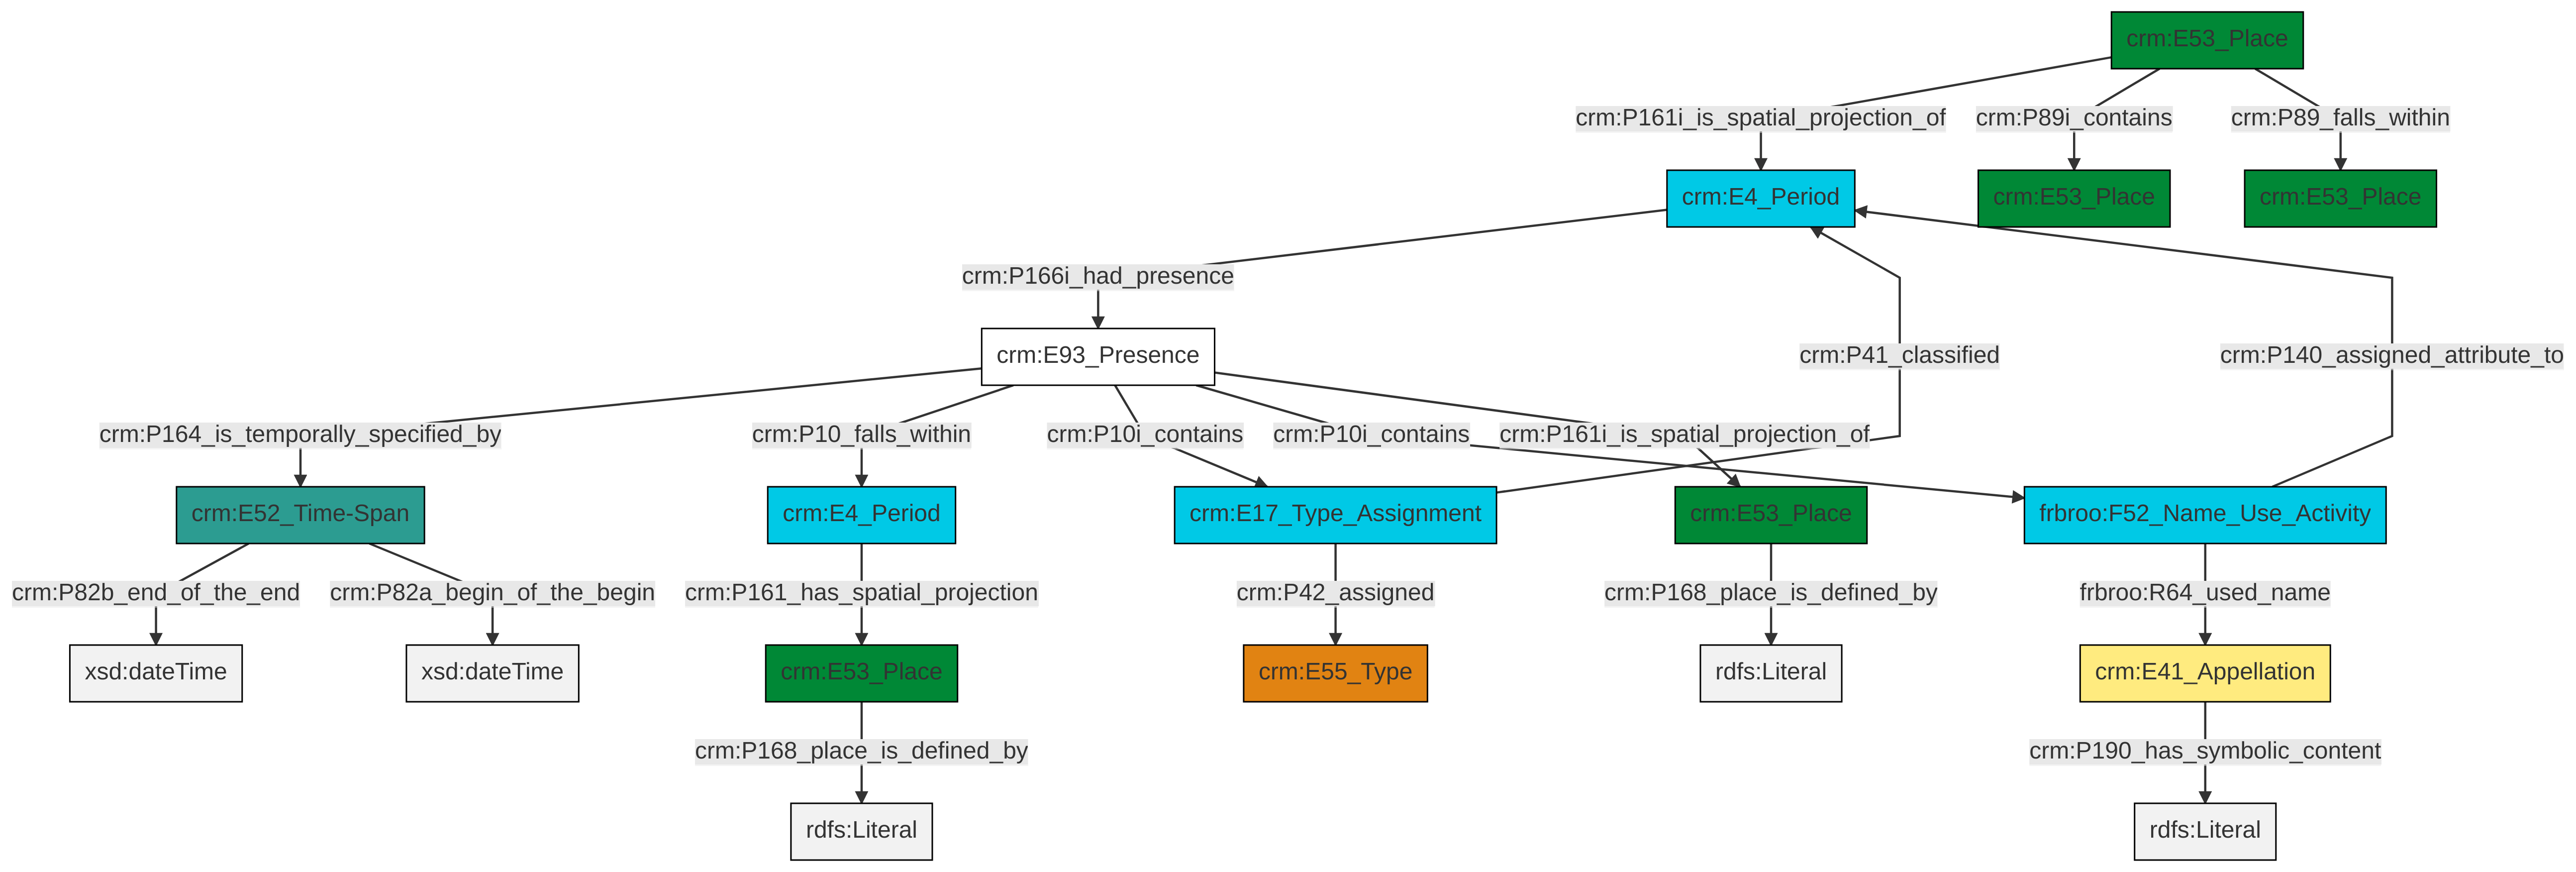 crm:E53_Place
crm:P161i_is_spatial_projection_of
crm:P89i_contains
crm:P89_falls_within
crm:E4_Period
crm:E53_Place
crm:E53_Place
crm:P166i_had_presence
crm:E93_Presence
crm:P41_classified
crm:P140_assigned_attribute_to
crm:P164_is_temporally_specified_by
crm:P10_falls_within
crm:P10i_contains
crm:P10i_contains
crm:P161i_is_spatial_projection_of
crm:E52_Time-Span
crm:E4_Period
crm:E17_Type_Assignment
crm:E53_Place
frbroo:F52_Name_Use_Activity
crm:P82b_end_of_the_end
crm:P82a_begin_of_the_begin
crm:P161_has_spatial_projection
crm:P42_assigned
crm:P168_place_is_defined_by
frbroo:R64_used_name
xsd:dateTime
xsd:dateTime
crm:E53_Place
crm:E55_Type
rdfs:Literal
crm:E41_Appellation
crm:P168_place_is_defined_by
crm:P190_has_symbolic_content
rdfs:Literal
rdfs:Literal